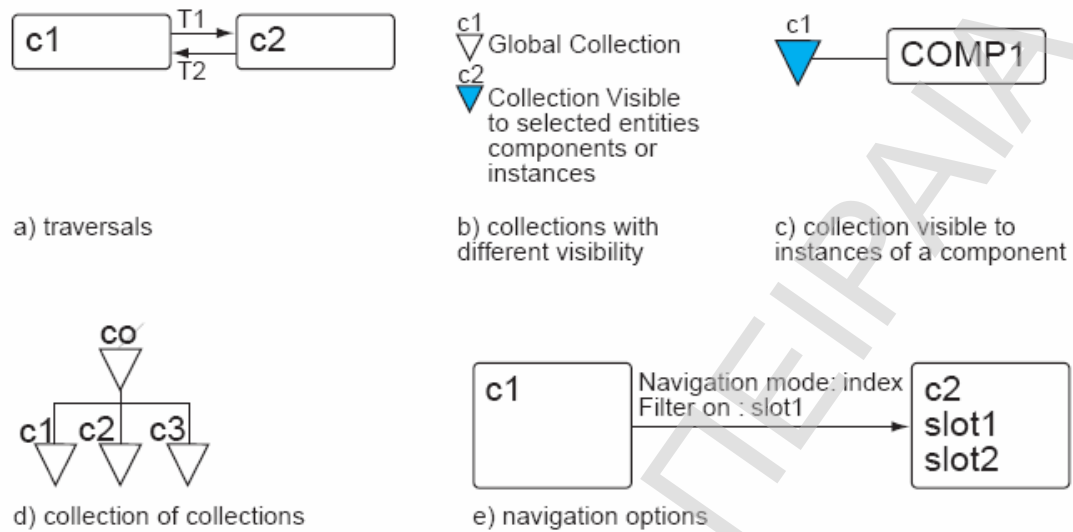 c1
T1
T2
c2
a) traversals
c1
Global Collection
c2
Collection Visible
to selected entities
components or
instances
b) collections with
different visibility
c1
COMP1
c) collection visible to
instances of a component
co
c1 c2 c3
d) collection of collections
c1
Navigation mode: index
Filter on : slot1
c2
slot1
slot2
e) navigation options
ΠΕΙΡΑΙΑ